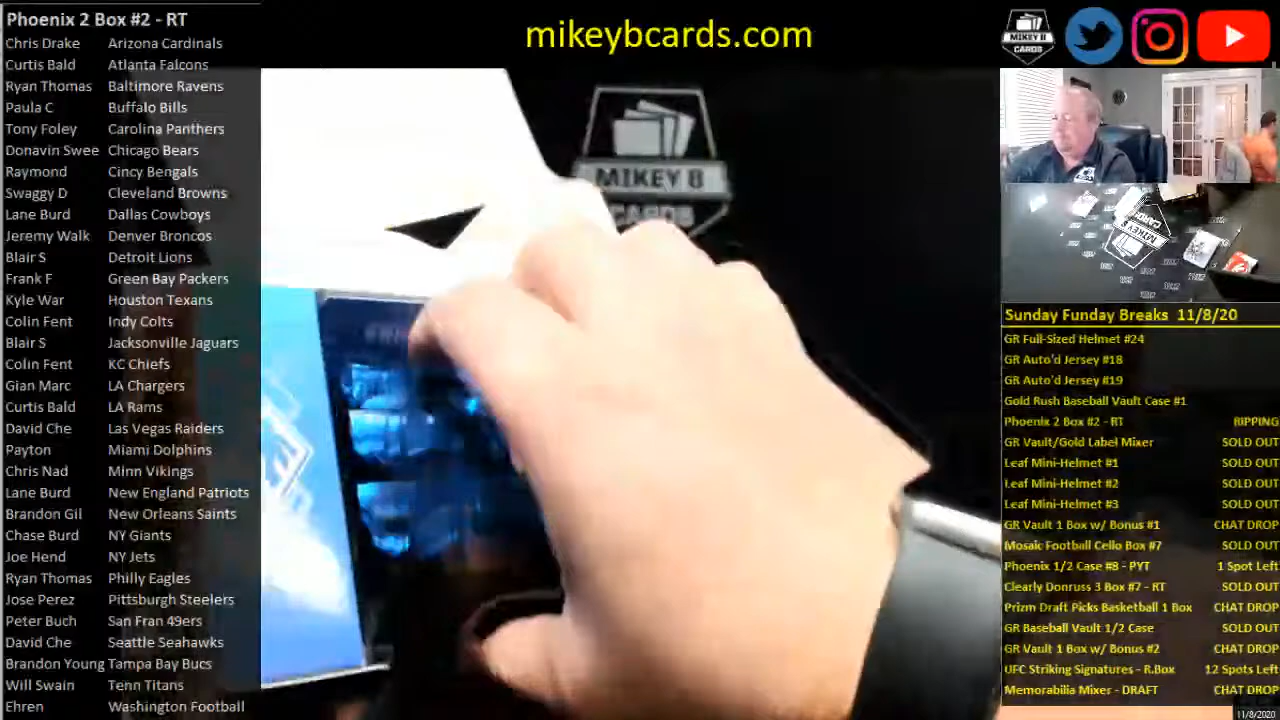 Phoenix 2 Box #2 - RT
Chris Drake Arizona Cardinals
Curtis Bald Atlanta Falcons
Ryan Thomas Baltimore Ravens
Paula C Buffalo Bills
Tony Foley Carolina Panthers
Donavin Swee Chicago Bears
Raymond Cincy Bengals
Swaggy D Cleveland Browns
Lane Burd Dallas Cowboys
Jeremy Walk Denver Broncos
Blair S Detroit Lions
Frank F Green Bay Packers
Kyle War Houston Texans
Colin Fent Indy Colts
Blair S Jacksonville Jaguars
Colin Fent KC Chiefs
Gian Marc LA Chargers
Curtis Bald LA Rams
David Che Las Vegas Raiders
Payton Miami Dolphins
Chris Nad Minn Vikings
Lane Burd New England Patriots
Brandon Gil New Orleans Saints
Chase Burd NY Giants
Joe Hend NY Jets
Ryan Thomas Philly Eagles
Jose Perez Pittsburgh Steelers
Peter Buch San Fran 49ers
David Che Seattle Seahawks
Brandon Young Tampa Bay Bucs
Will Swain Tenn Titans
Ehren Washington Football
mikeybcards.com
MIKEY B
CARDS
MIKEY B
CARDS
Sunday Funday Breaks 11/8/20
GR Full-Sized Helmet #24
GR Auto'd Jersey #18
GR Auto'd Jersey #19
Gold Rush Baseball Vault Case #1
Phoenix 2 Box #2 - RT RIPPING
GR Vault/Gold Label Mixer SOLD OUT
Leaf Mini-Helmet #1 SOLD OUT
Leaf Mini-Helmet #2 SOLD OUT
Leaf Mini-Helmet #3 SOLD OUT
GR Vault 1 Box w/ Bonus #1 CHAT DROP
Mosaic Football Cello Box #7 SOLD OUT
Phoenix 1/2 Case #8 - PYT 1 Spot Left
Clearly Donruss 3 Box #7 - RT SOLD OUT
Prizm Draft Picks Basketball 1 Box CHAT DROP
GR Baseball Vault 1/2 Case SOLD OUT
GR Vault 1 Box w/ Bonus #2 CHAT DROP
UFC Striking Signatures - R.Box 12 Spots Left
Memorabilia Mixer - DRAFT CHAT DROP
11/8/2020